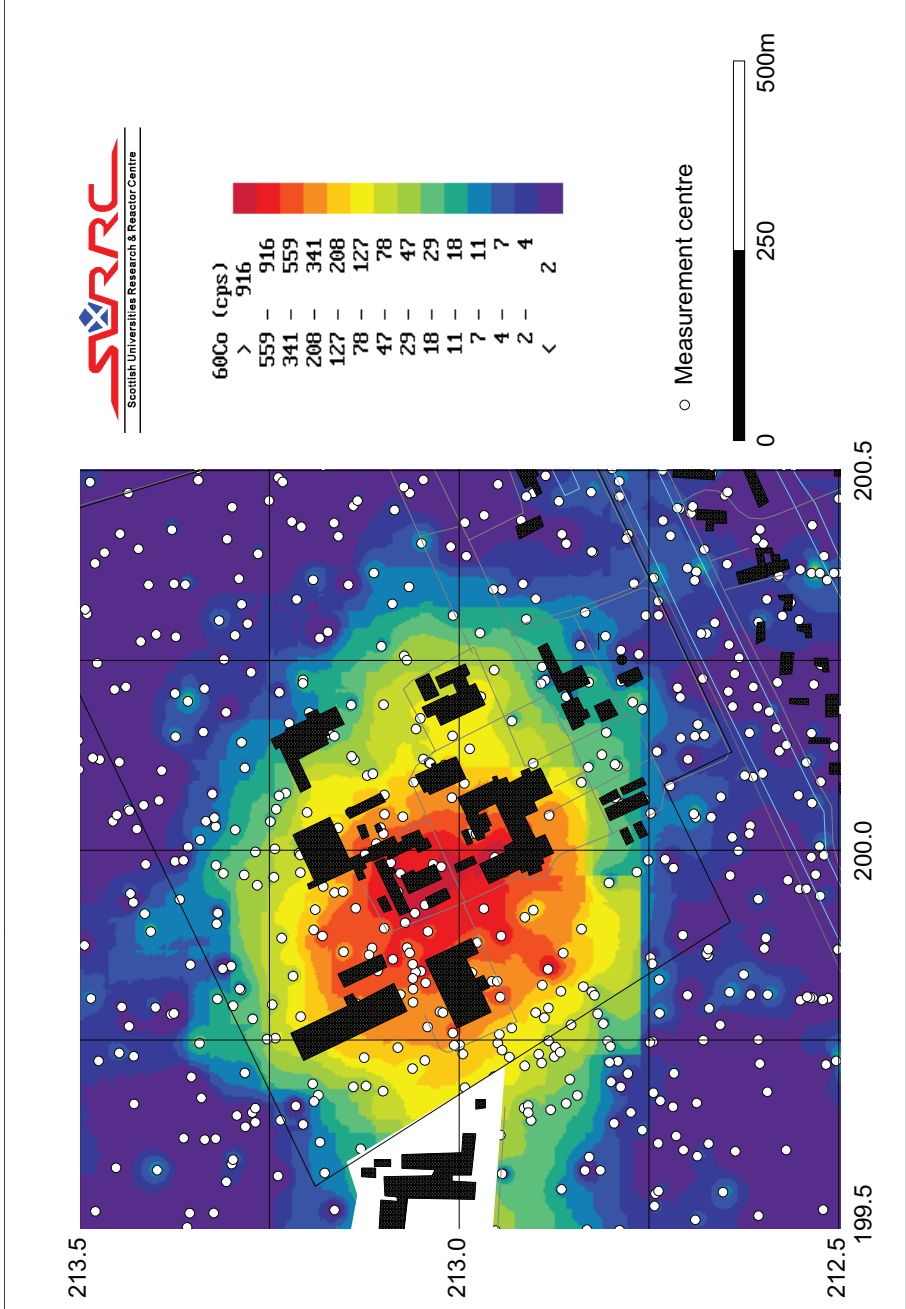 SURRC
Scottish Universities Research & Reactor Centre
60Co (cps)
> 916
559 - 916
341 - 559
208 - 341
127 - 208
78 - 127
47 - 78
29 - 47
18 - 29
11 - 18
7 - 11
4 - 7
2 - 4
< 2
Measurement centre
0 250 500m
213.5
213.0
212.5
199.5 200.0 200.5